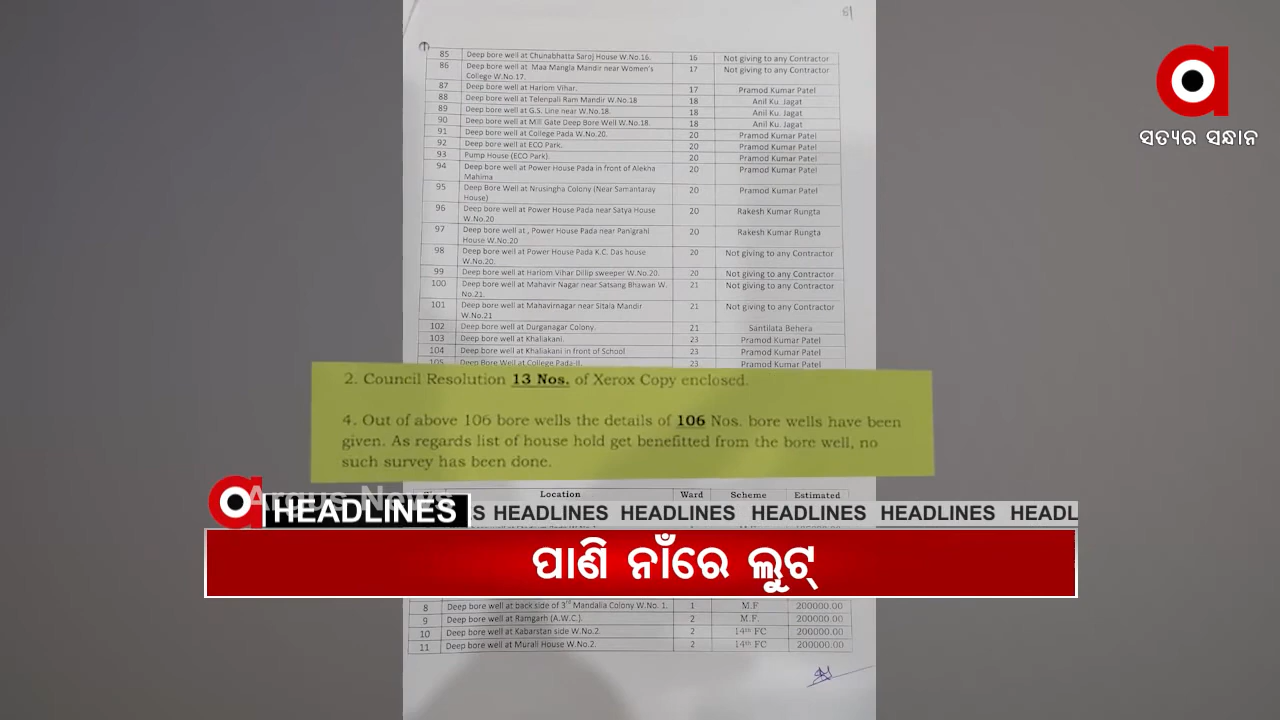 61
85 Deep bore well at Chunabhatta Saroj House W.No.16. 16 Not giving to any Contractor
86 Deep bore well at Maa Mangla Mandir near Women's 17 Not giving to any Contractor
College W.No.17.
87 Deep bore well at Hariom Vihar. 17 Pramod Kumar Patel
88 Deep bore well at Telenpali Ram Mandir W.No.18 18 Anil Ku. Jagat
89 Deep bore well at G.S. Line near W.No.18. 18 Anil Ku. Jagat
90 Deep bore well at Mill Gate Deep Bore Well W.No.18. 18 Anil Ku. Jagat
91 Deep bore well at College Pada W.No.20. 20 Pramod Kumar Patel
92 Deep bore well at ECO Park. 20 Pramod Kumar Patel
93 Pump House (ECO Park). 20 Pramod Kumar Patel
94 Deep bore well at Power House Pada in front of Alekha 20 Pramod Kumar Patel
Mahima
95 Deep Bore Well at Nrusingha Colony (Near Samantaray 20 Pramod Kumar Patel
House)
96 Deep bore well at Power House Pada near Satya House 20 Rakesh Kumar Rungta
W.No.20
97 Deep bore well at , Power House Pada near Panigrahl 20 Rakesh Kumar Rungta
House W.No.20
98 Deep bore well at Power House Pada K.C. Das house 20 Not giving to any Contractor
W.No.20.
99 Deep bore well at Hariom Vihar Dilip sweeper W.No.20. 20 Not giving to any Contractor
100 Deep bore well at Mahavir Nagar near Satsang Bhawan W. 21 Not giving to any Contractor
No.21.
101 Deep bore well at Mahavirnagar near Sitala Mandir 21 Not giving to any Contractor
W.No.21
102 Deep bore well at Durganagar Colony. 21 Santilata Behera
103 Deep bore well at Khaliakani. 23 Pramod Kumar Patel
104 Deep bore well at Khaliakani in front of School 23 Pramod Kumar Patel
105 Deep Bore Well at College Pada-II. 23 Pramod Kumar Patel
ସତ୍ୟର ସନ୍ଧାନ
2. Council Resolution 13 Nos. of Xerox Copy enclosed.
4. Out of above 106 bore wells the details of 106 Nos. bore wells have been
given. As regards list of house hold get benefitted from the bore well, no
such survey has been done.
Location Ward Scheme Estimated
Argus News
HEADLINES S HEADLINES HEADLINES HEADLINES HEADLINES HEADL
ପାଣି ନାଁରେ ଲୁଟ୍
8 Deep bore well at back side of 3rd Mandalia Colony W.No. 1. 1 M.F 200000.00
9 Deep bore well at Ramgarh (A.W.C). 2 M.F. 200000.00
10 Deep bore well at Kabarstan side W.No.2 2 14th FC 200000.00
11 Deep bore well at Murali House W.No.2. 2 14th FC 200000.00